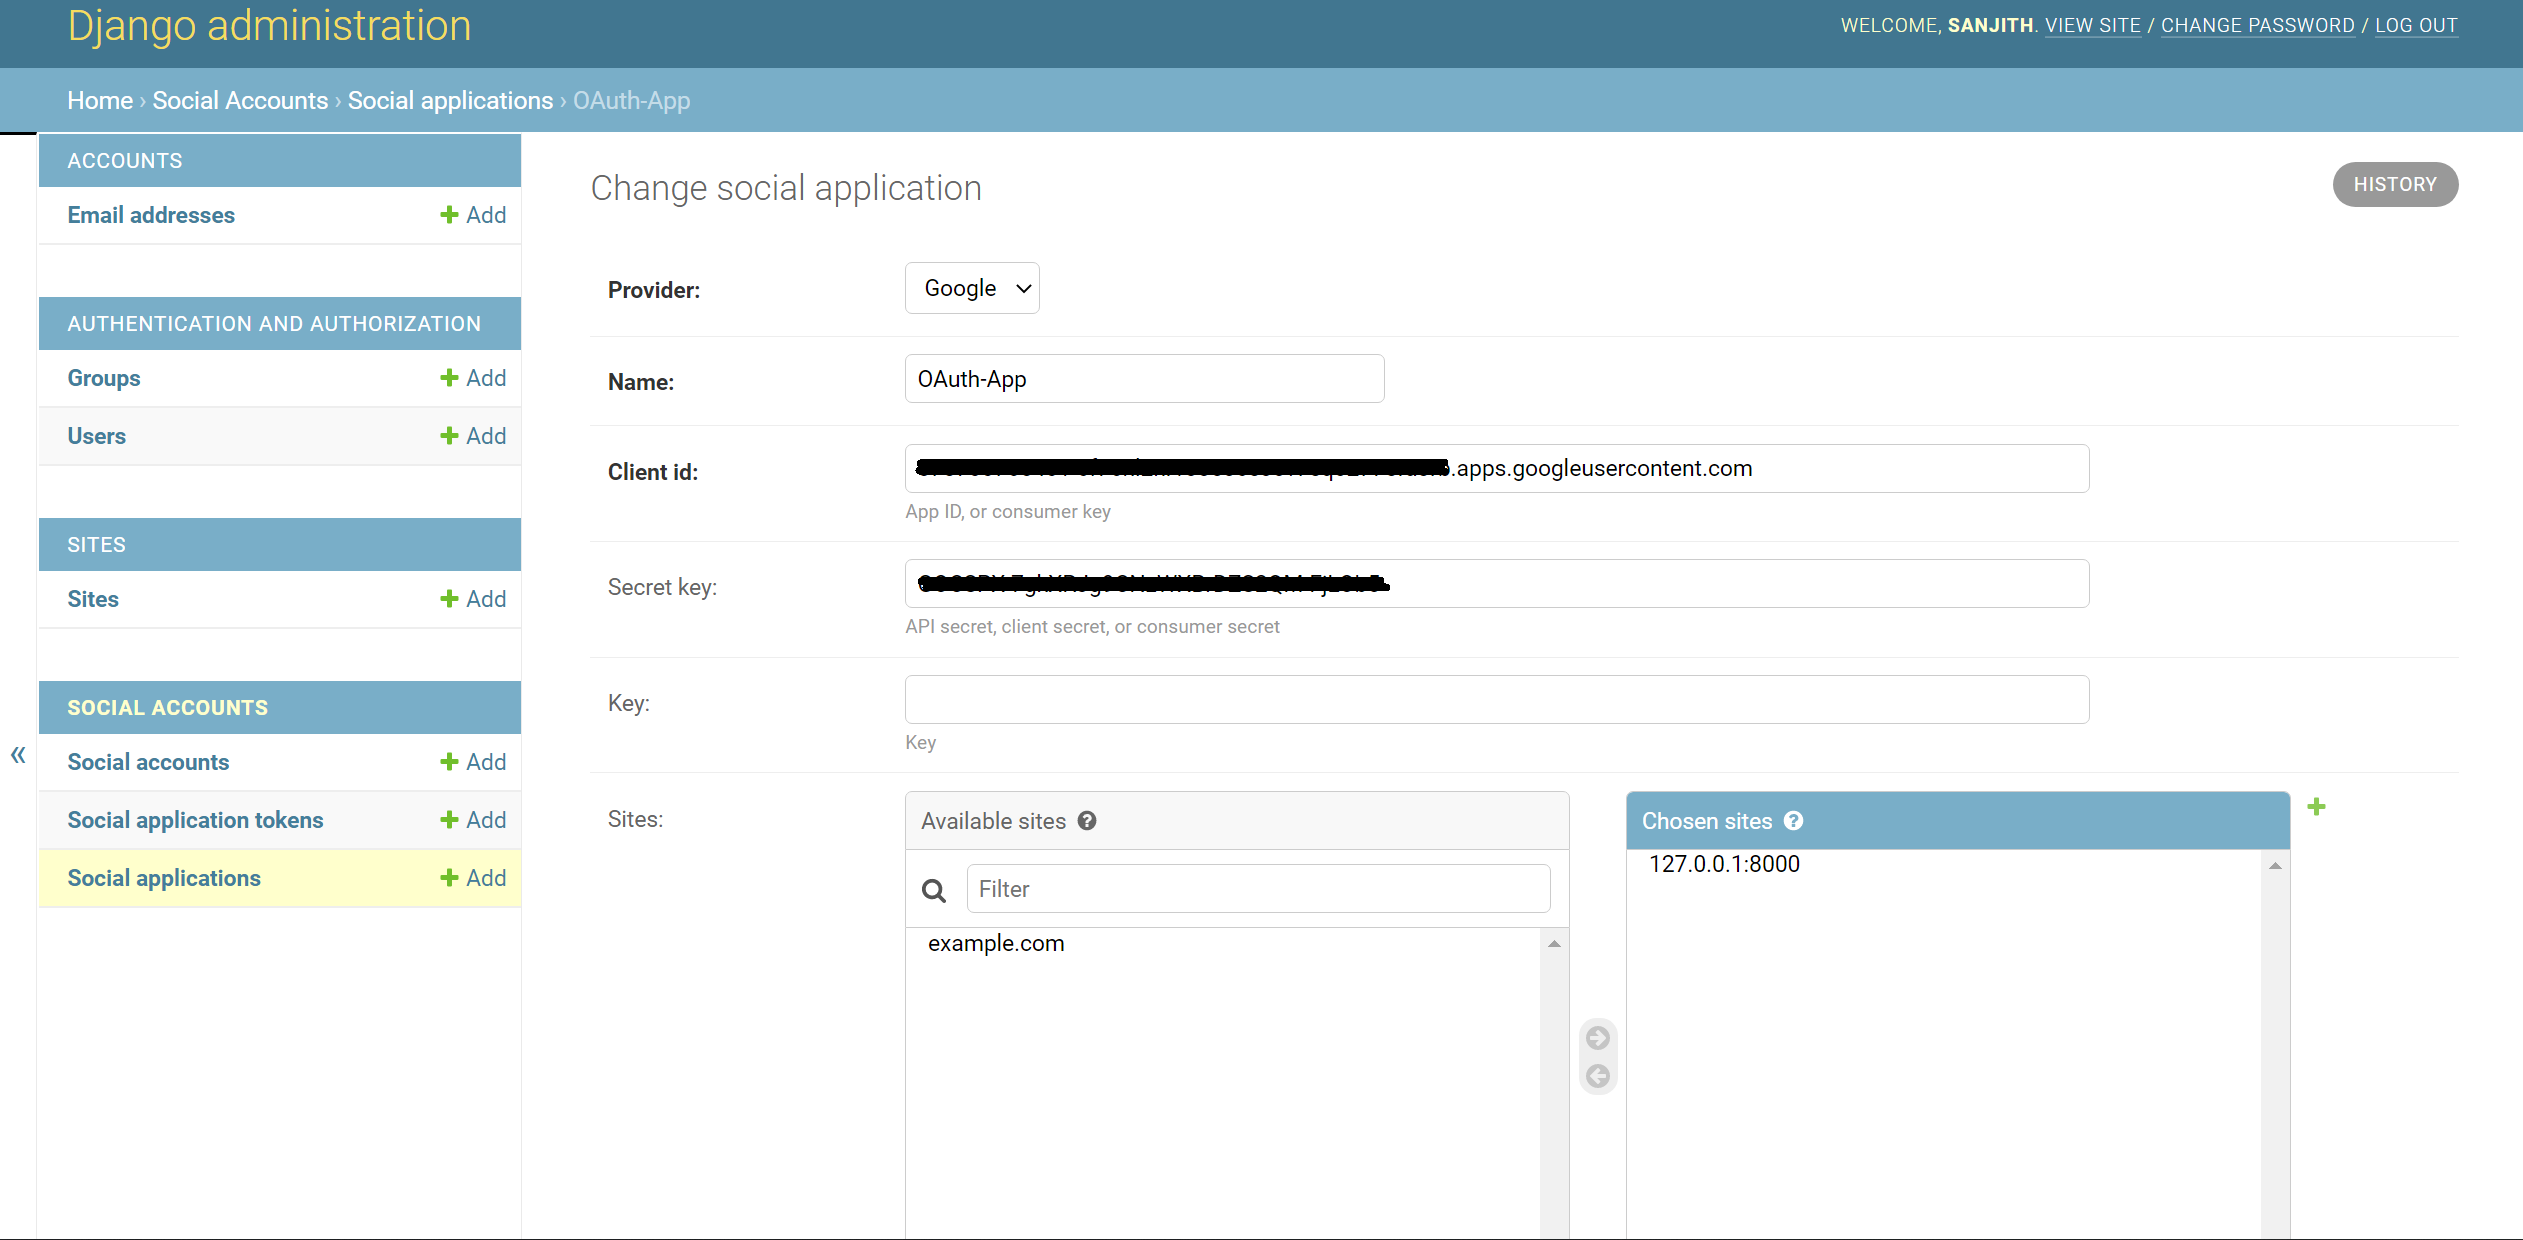 Django administration
WELCOME, SANJITH. VIEW SITE / CHANGE PASSWORD / LOG OUT
Home › Social Accounts › Social applications › OAuth-App
ACCOUNTS
Email addresses + Add
AUTHENTICATION AND AUTHORIZATION
Groups + Add
Users + Add
SITES
Sites + Add
SOCIAL ACCOUNTS
Social accounts + Add
Social application tokens + Add
Social applications + Add
«
Change social application
HISTORY
Provider: Google
Name: OAuth-App
Client id: .apps.googleusercontent.com
App ID, or consumer key
Secret key:
API secret, client secret, or consumer secret
Key:
Key
Sites:
Available sites ?
Filter
example.com
Chosen sites ?
127.0.0.1:8000